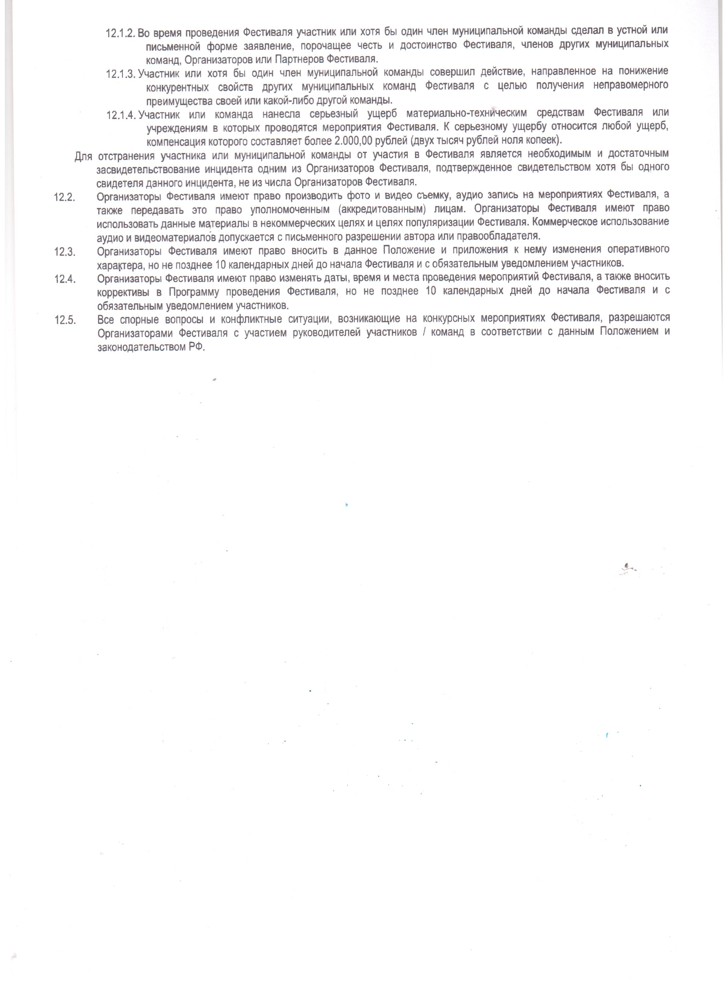 12.1.2. Во время проведения Фестиваля участник или хотя бы один член муниципальной команды сделал в устной или
письменной форме заявление, порочащее честь и достоинство Фестиваля, членов других муниципальных
команд, Организаторов или Партнеров Фестиваля.
12.1.3. Участник или хотя бы один член муниципальной команды совершил действие, направленное на понижение
конкурентных свойств других муниципальных команд Фестиваля с целью получения неправомерного
преимущества своей или какой-либо другой команды.
12.1.4. Участник или команда нанесла серьезный ущерб материально-техническим средствам Фестиваля или
учреждениям в которых проводятся мероприятия Фестиваля. К серьезному ущербу относится любой ущерб,
компенсация которого составляет более 2.000,00 рублей (двух тысяч рублей ноля копеек).
Для отстранения участника или муниципальной команды от участия в Фестиваля является необходимым и достаточным
засвидетельствование инцидента одним из Организаторов Фестиваля, подтвержденное свидетельством хотя бы одного
свидетеля данного инцидента, не из числа Организаторов Фестиваля.
12.2. Организаторы Фестиваля имеют право производить фото и видео съемку, аудио запись на мероприятиях Фестиваля, а
также передавать это право уполномоченным (аккредитованным) лицам. Организаторы Фестиваля имеют право
использовать данные материалы в некоммерческих целях и целях популяризации Фестиваля. Коммерческое использование
аудио и видеоматериалов допускается с письменного разрешении автора или правообладателя.
12.3. Организаторы Фестиваля имеют право вносить в данное Положение и приложения к нему изменения оперативного
характера, но не позднее 10 календарных дней до начала Фестиваля и с обязательным уведомлением участников.
12.4. Организаторы Фестиваля имеют право изменять даты, время и места проведения мероприятий Фестиваля, а также вносить
коррективы в Программу проведения Фестиваля, но не позднее 10 календарных дней до начала Фестиваля и с
обязательным уведомлением участников.
12.5. Все спорные вопросы и конфликтные ситуации, возникающие на конкурсных мероприятиях Фестиваля, разрешаются
Организаторами Фестиваля с участием руководителей участников / команд в соответствии с данным Положением и
законодательством РФ.